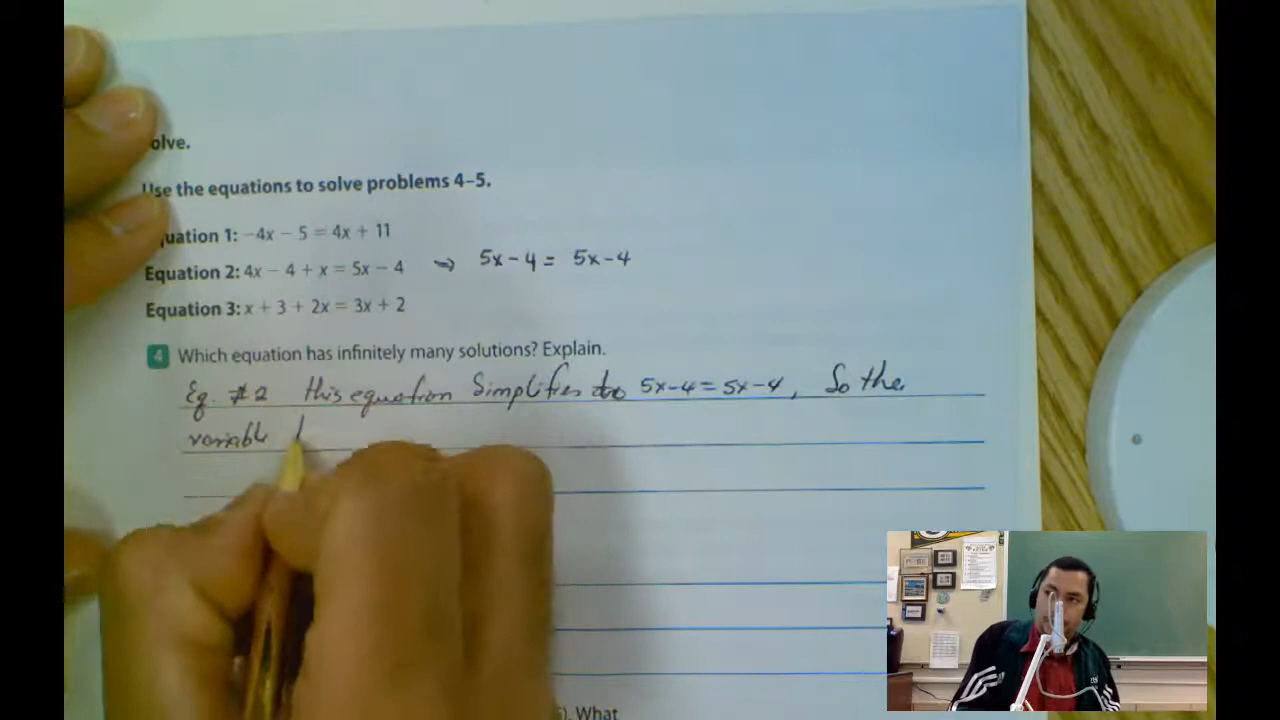 olve.
Use the equations to solve problems 4–5.
quation 1: −4x − 5 = 4x + 11
Equation 2: 4x − 4 + x = 5x − 4 → 5x − 4 = 5x − 4
Equation 3: x + 3 + 2x = 3x + 2
4 Which equation has infinitely many solutions? Explain.
Eq. #2 this equation Simplifies to 5x−4 = 5x−4, So the
variable
). What